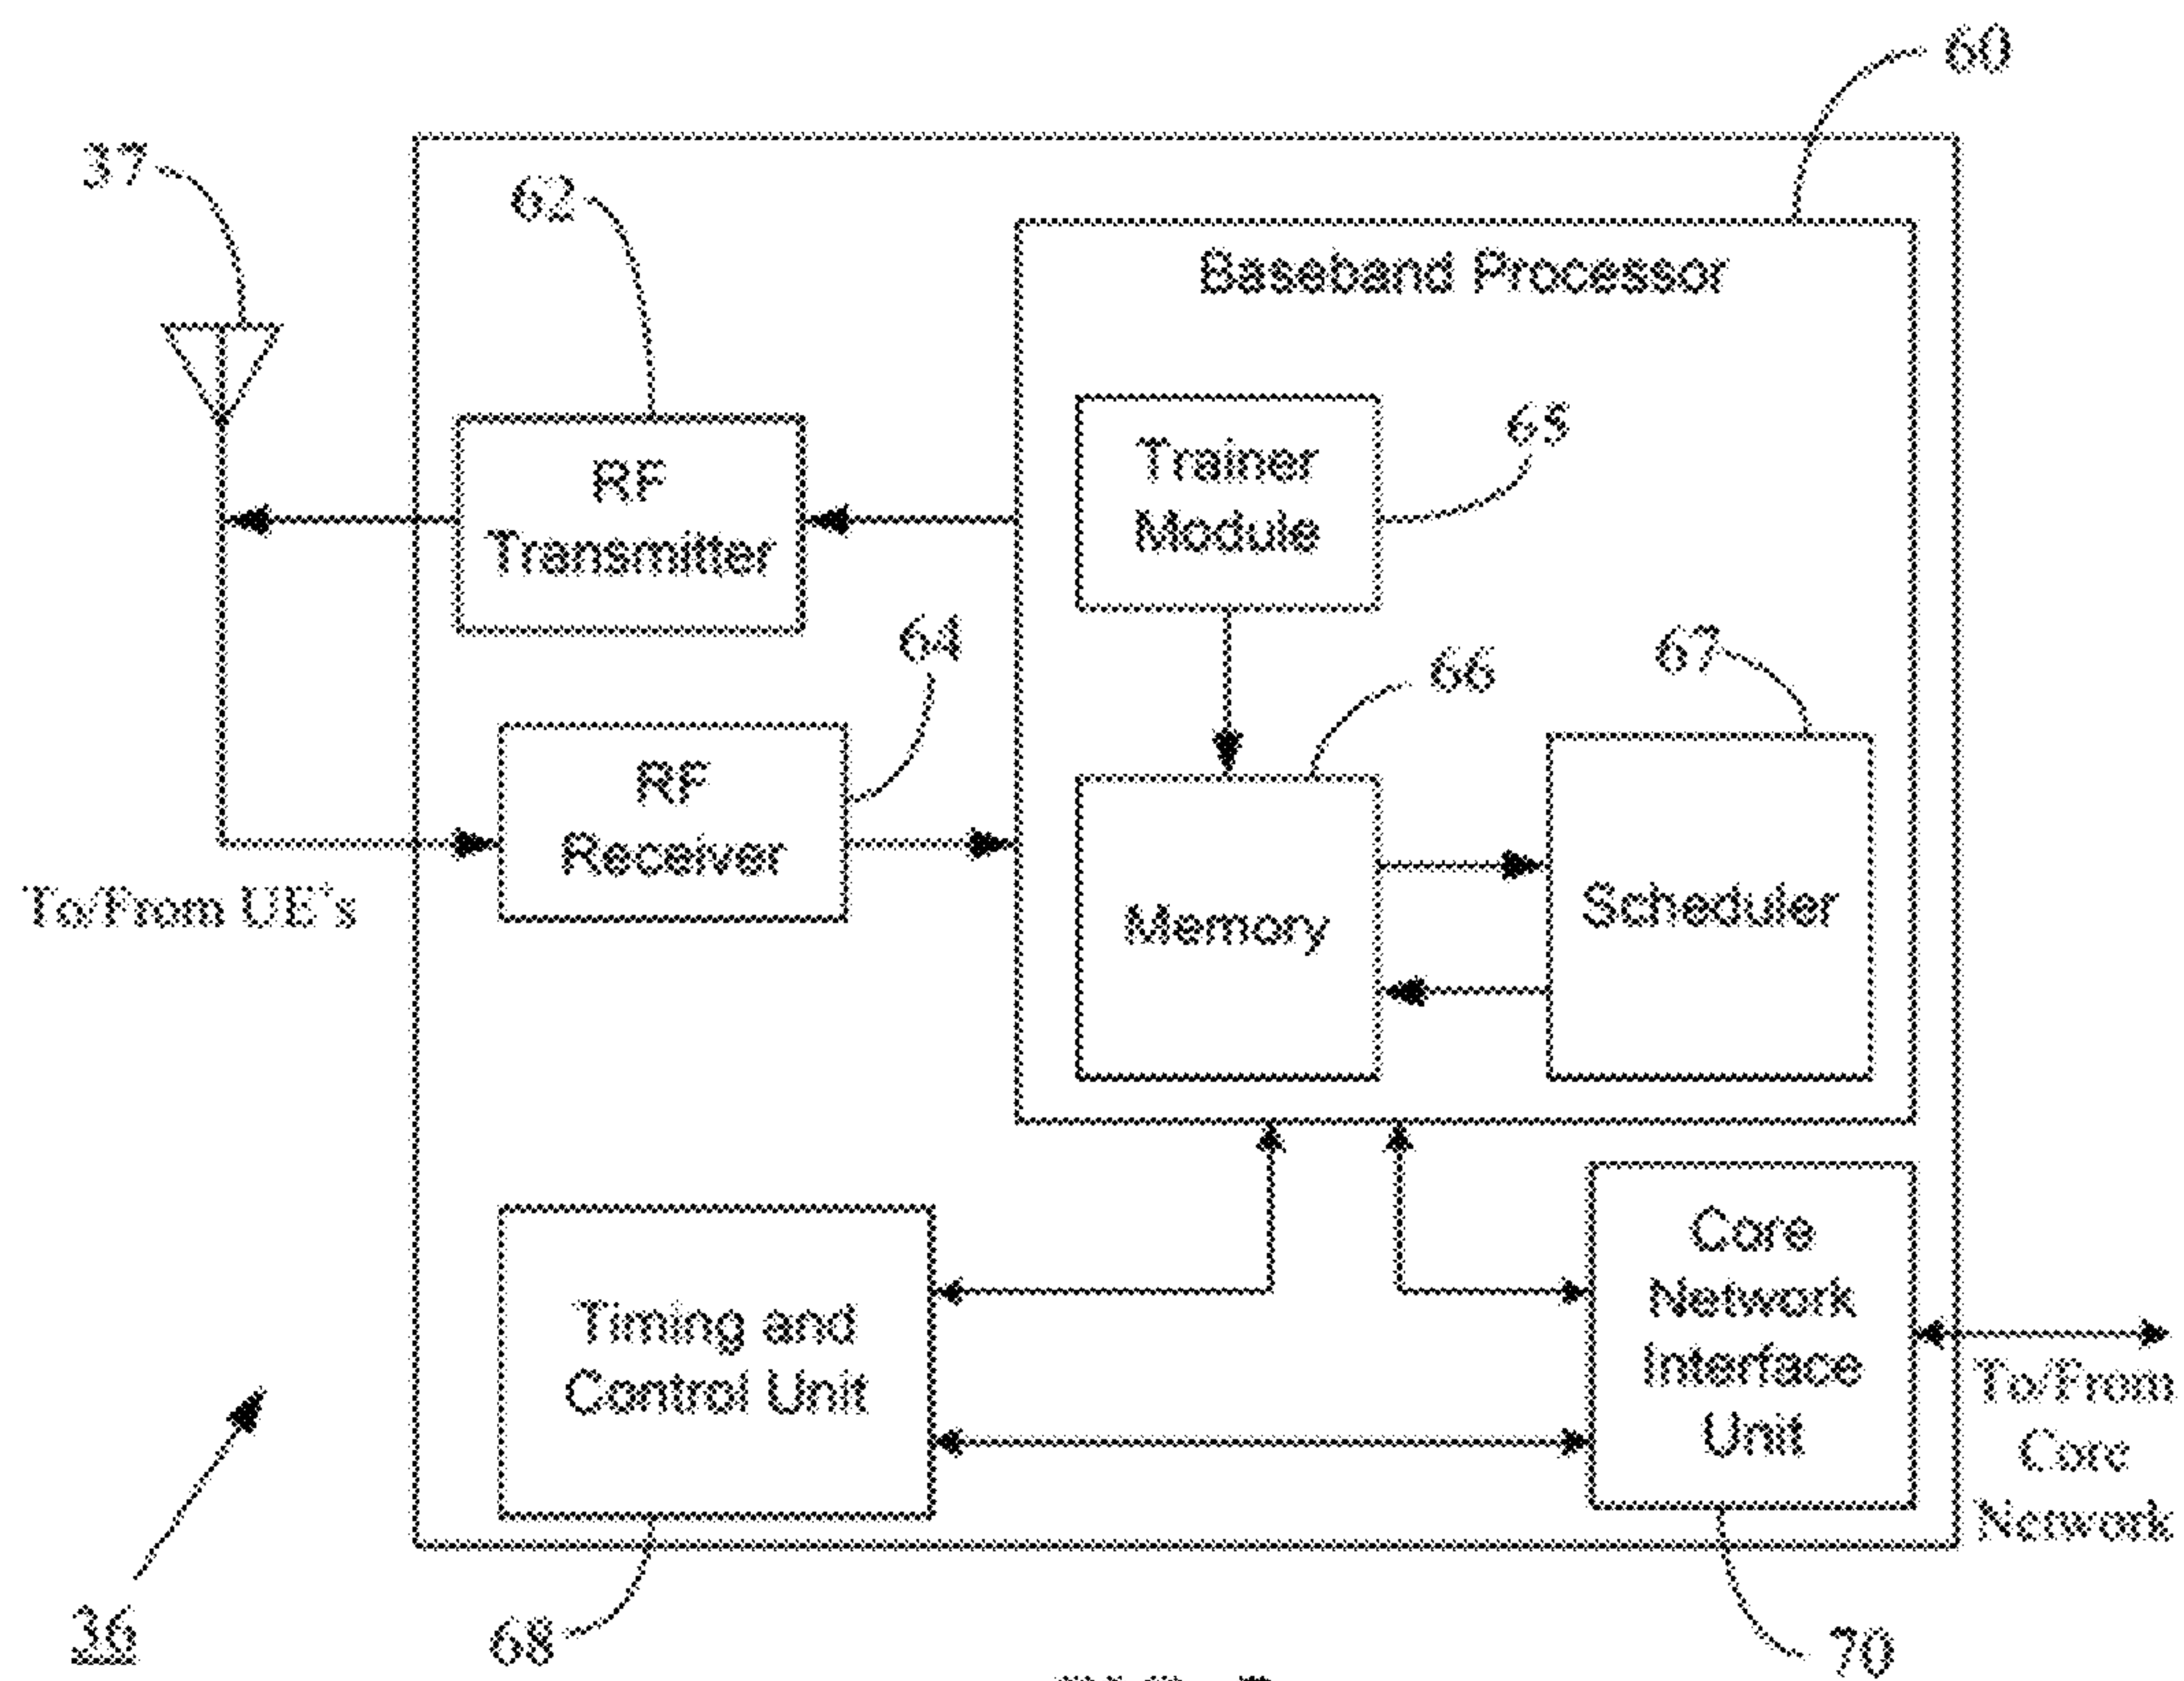 60
37
62
Baseband Processor
Trainer
Module
65
RF
Transmitter
64
66
67
RF
Receiver
Memory
Scheduler
To/From UE's
Timing and
Control Unit
Core
Network
Interface
Unit
To/From
Core
Network
36
68
70